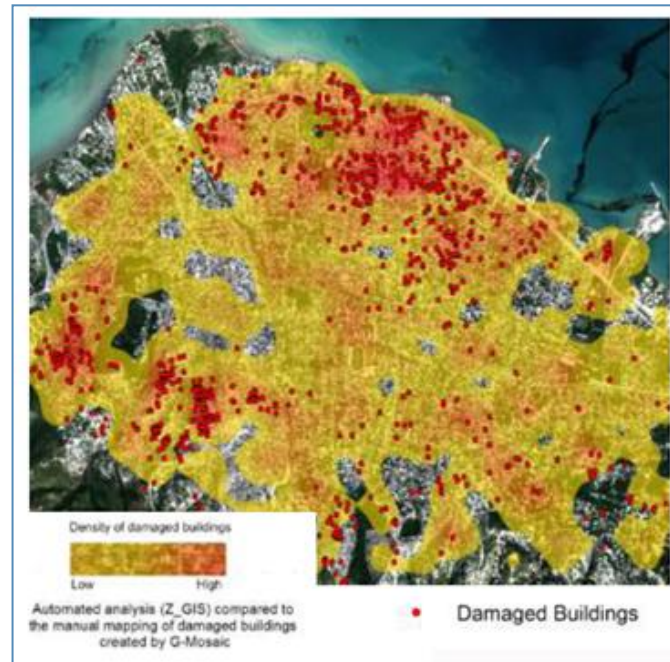 Density of damaged buildings
Low High
Automated analysis (Z_GIS) compared to
the manual mapping of damaged buildings
created by G-Mosaic
Damaged Buildings